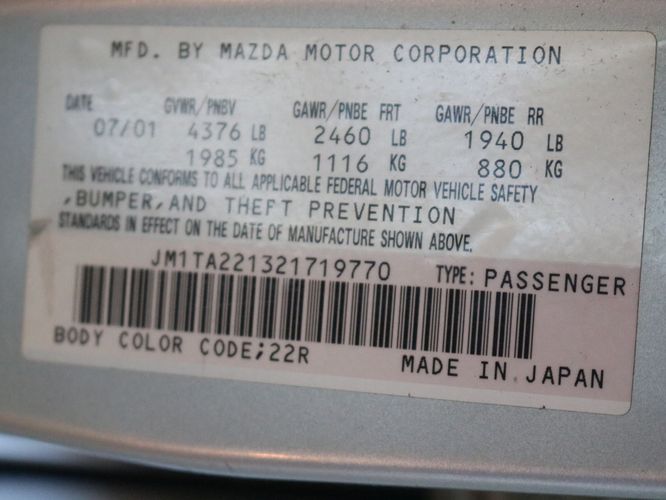 MFD. BY MAZDA MOTOR CORPORATION
DATE GVWR/PNBV GAWR/PNBE FRT GAWR/PNBE RR
07/01 4376 LB 2460 LB 1940 LB
1985 KG 1116 KG 880 KG
THIS VEHICLE CONFORMS TO ALL APPLICABLE FEDERAL MOTOR VEHICLE SAFETY
,BUMPER,AND THEFT PREVENTION
STANDARDS IN EFFECT ON THE DATE OF MANUFACTURE SHOWN ABOVE.
JM1TA221321719770 TYPE: PASSENGER
BODY COLOR CODE;22R MADE IN JAPAN